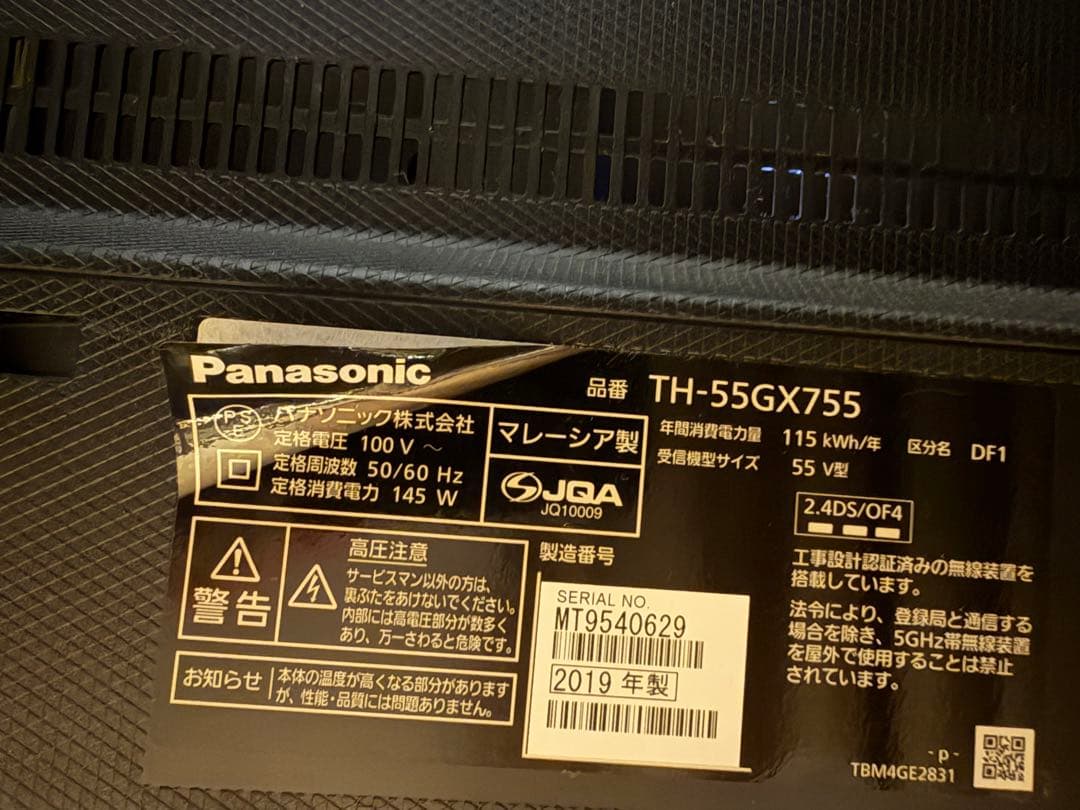 Panasonic
品番 TH-55GX755
PS
E
パナソニック株式会社
定格電圧 100 V ～
定格周波数 50/60 Hz
定格消費電力 145 W
マレーシア製
JQA
JQ10009
年間消費電力量 115 kWh/年 区分名 DF1
受信機型サイズ 55 V型
2.4DS/OF4
工事設計認証済みの無線装置を
搭載しています。
法令により、登録局と通信する
場合を除き、5GHz帯無線装置
を屋外で使用することは禁止
されています。
警告
高圧注意
サービスマン以外の方は、
裏ぶたをあけないでください。
内部には高電圧部分が数多く
あり、万一さわると危険です。
お知らせ
本体の温度が高くなる部分があります
が、性能・品質には問題ありません。
製造番号
SERIAL NO.
MT9540629
2019 年製
- p -
TBM4GE2831